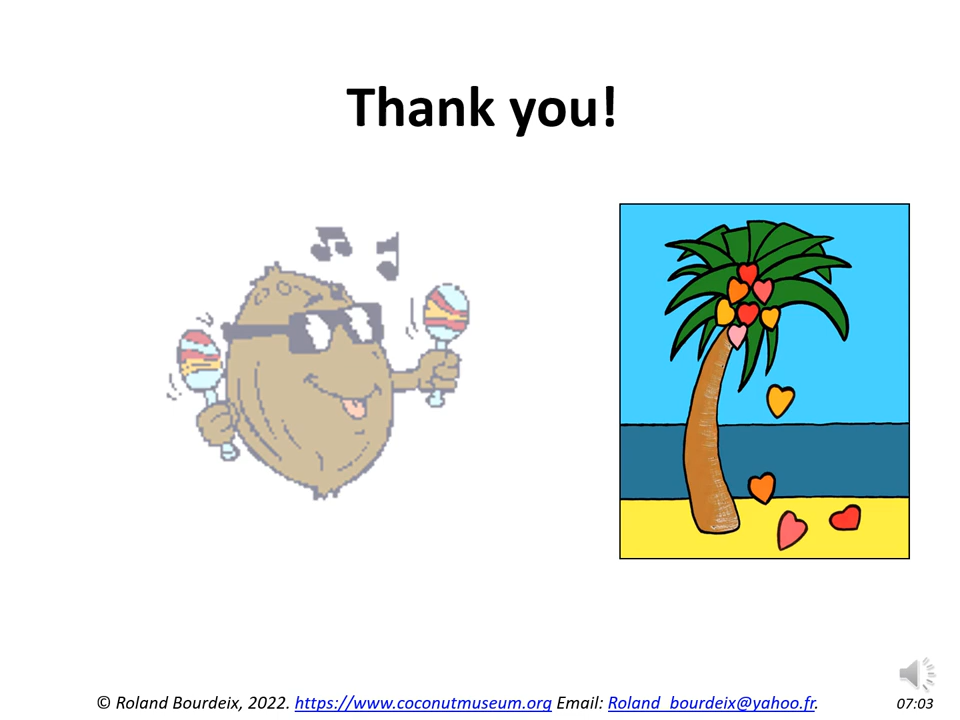 Thank you!
© Roland Bourdeix, 2022. https://www.coconutmuseum.org Email: Roland_bourdeix@yahoo.fr.
07:03